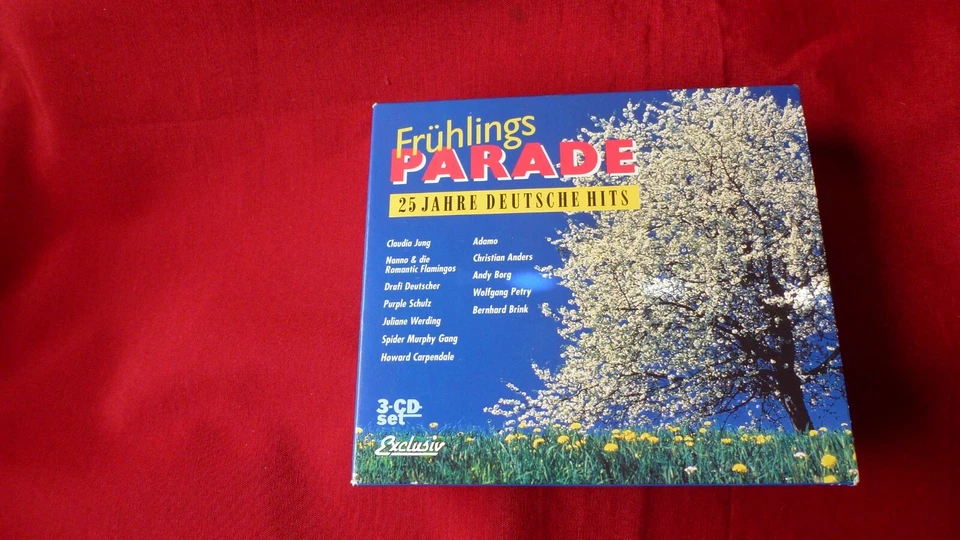 Frühlings
PARADE
25 JAHRE DEUTSCHE HITS
Claudia Jung
Nanno & die
Romantic Flamingos
Drafi Deutscher
Purple Schulz
Juliane Werding
Spider Murphy Gang
Howard Carpendale
Adamo
Christian Anders
Andy Borg
Wolfgang Petry
Bernhard Brink
3-CD
set
Exclusiv